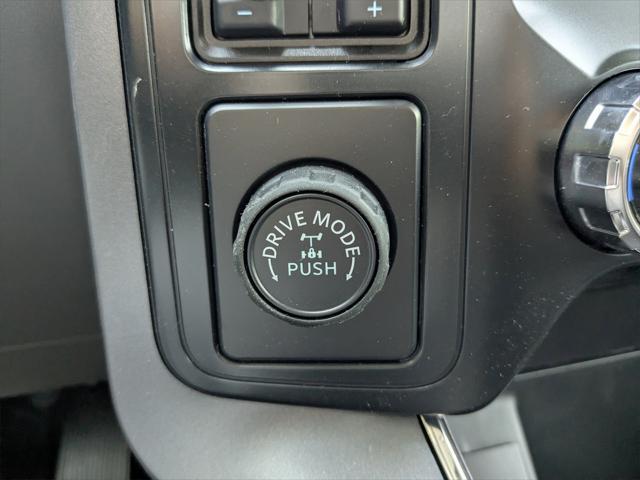 - +
DRIVE MODE
PUSH